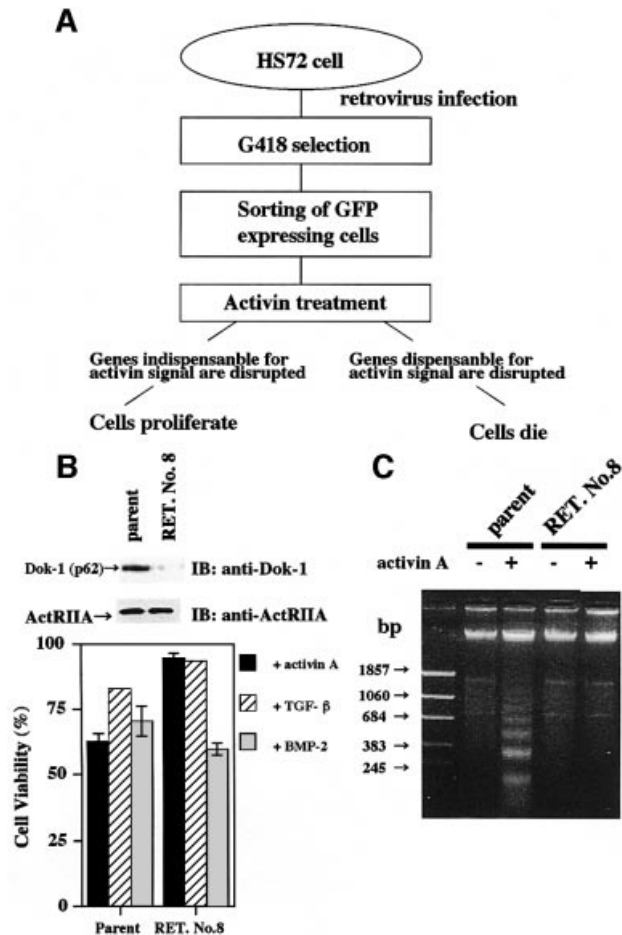 A
HS72 cell
retrovirus infection
G418 selection
Sorting of GFP
expressing cells
Activin treatment
Genes indispensanble for
activin signal are disrupted
Genes dispensanble for
activin signal are disrupted
Cells proliferate
Cells die
B
parent
RET. No. 8
Dok-1 (p62)→
IB: anti-Dok-1
ActRIIA→
IB: anti-ActRIIA
100
75
50
25
0
Cell Viability (%)
+ activin A
+ TGF- β
+ BMP-2
Parent
RET. No.8
C
parent
RET. No.8
activin A
- + - +
bp
1857 →
1060 →
684 →
383 →
245 →